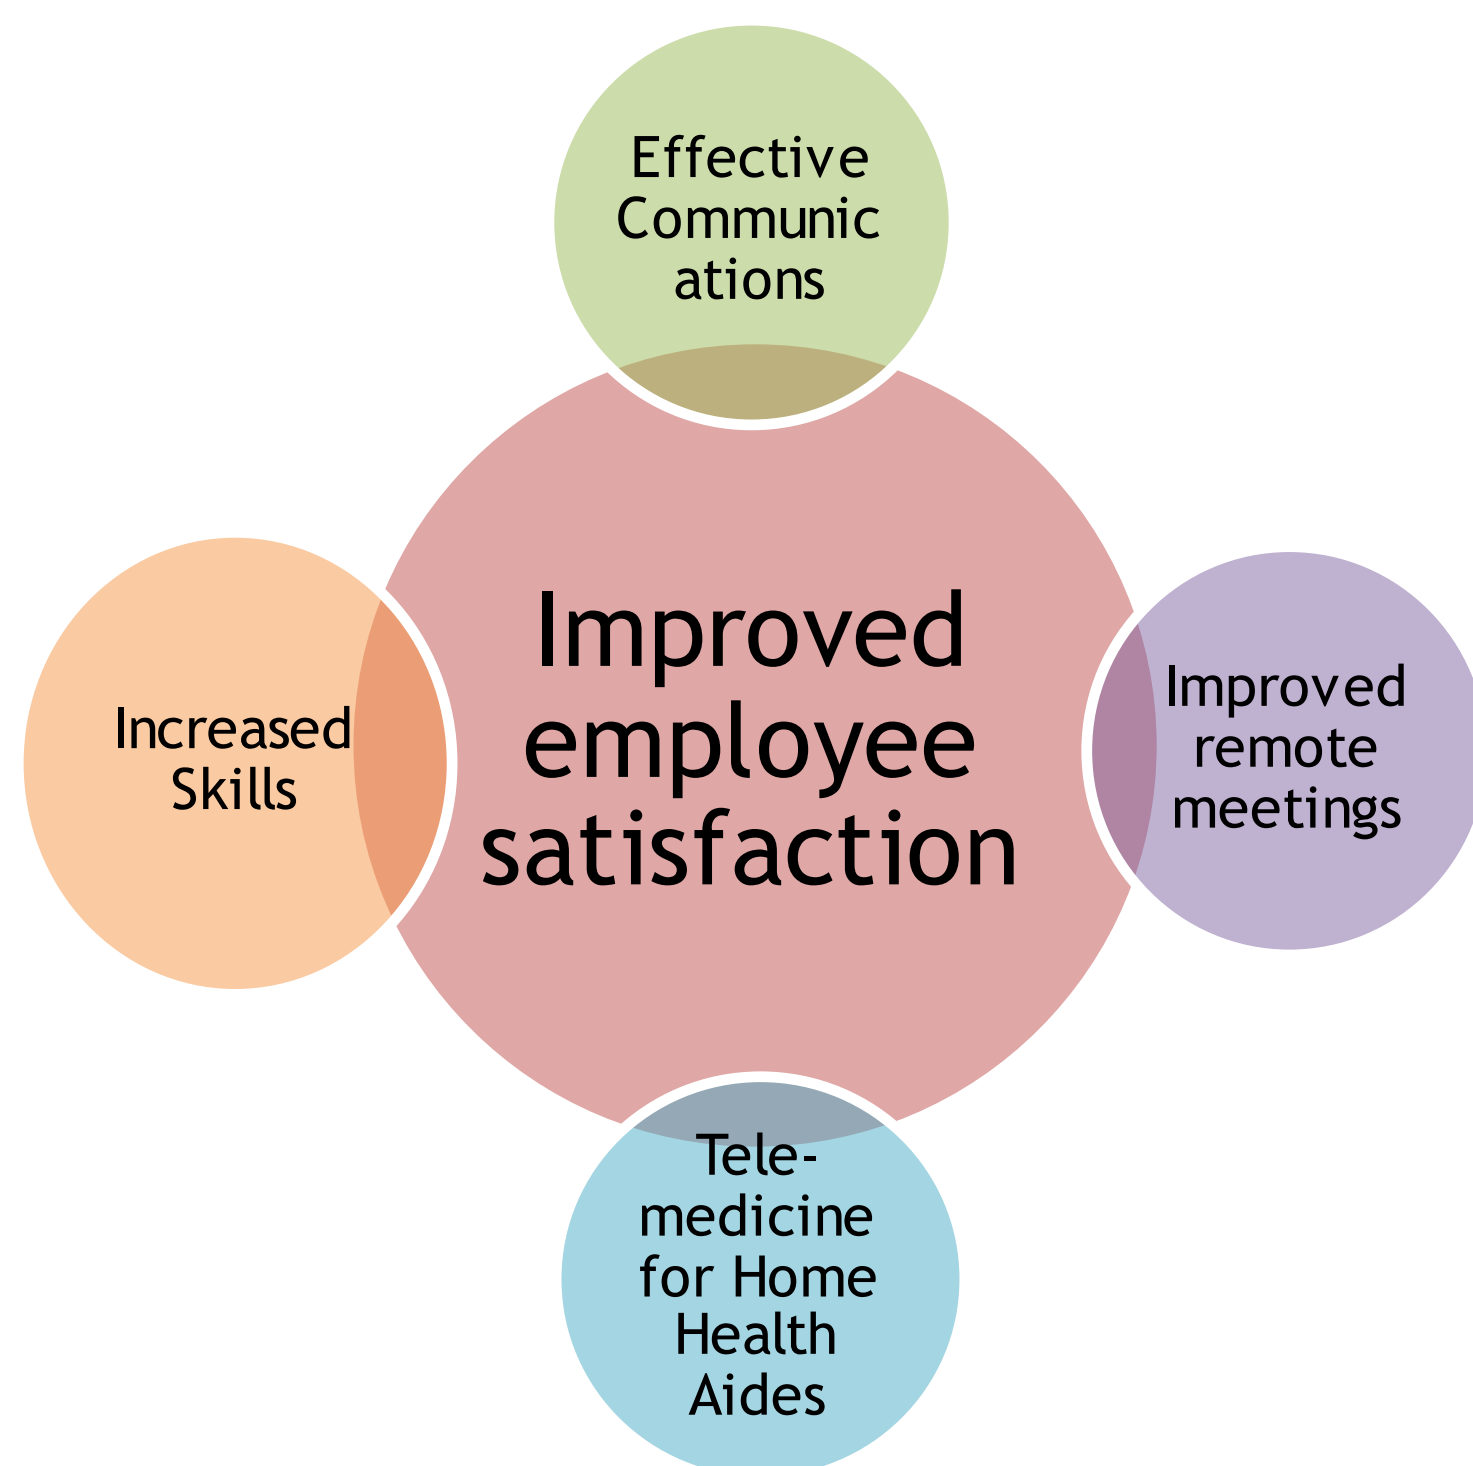 Effective
Communic
ations
Increased
Skills
Improved
employee
satisfaction
Improved
remote
meetings
Tele-
medicine
for Home
Health
Aides